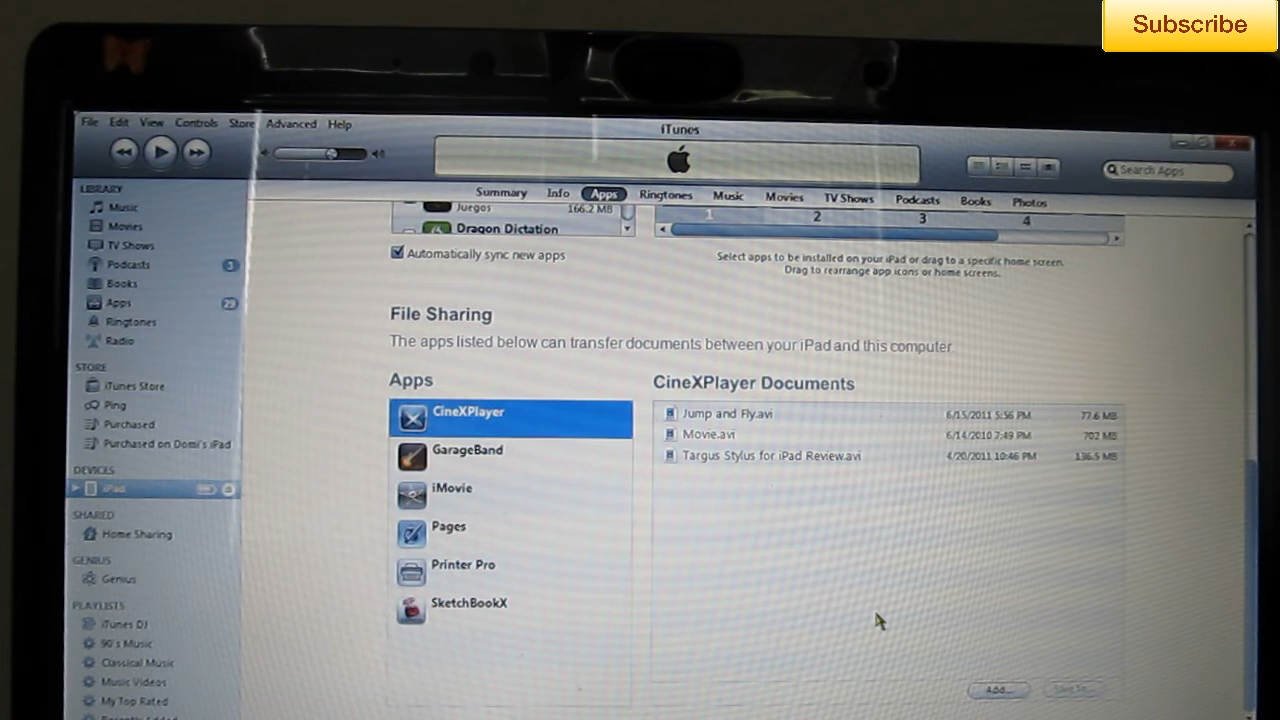 Subscribe
File Edit View Controls Store Advanced Help
iTunes
Search Apps
Summary Info Apps Ringtones Music Movies TV Shows Podcasts Books Photos
LIBRARY
Music
Movies
TV Shows
Podcasts 3
Books
Apps 23
Ringtones
Radio
STORE
iTunes Store
Ping
Purchased
Purchased on Domi's iPad
DEVICES
iPad
SHARED
Home Sharing
GENIUS
Genius
PLAYLISTS
iTunes DJ
90's Music
Classical Music
Music Videos
My Top Rated
Recently Added
Juegos 166.2 MB
Dragon Dictation
1 2 3 4
Automatically sync new apps
Select apps to be installed on your iPad or drag to a specific home screen.
Drag to rearrange app icons or home screens.
File Sharing
The apps listed below can transfer documents between your iPad and this computer.
Apps
CineXPlayer
GarageBand
iMovie
Pages
Printer Pro
SketchBookX
CineXPlayer Documents
Jump and Fly.avi 6/15/2011 5:56 PM 77.6 MB
Movie.avi 6/14/2010 7:49 PM 702 MB
Targus Stylus for iPad Review.avi 4/20/2011 10:46 PM 136.5 MB
Add... Save to...